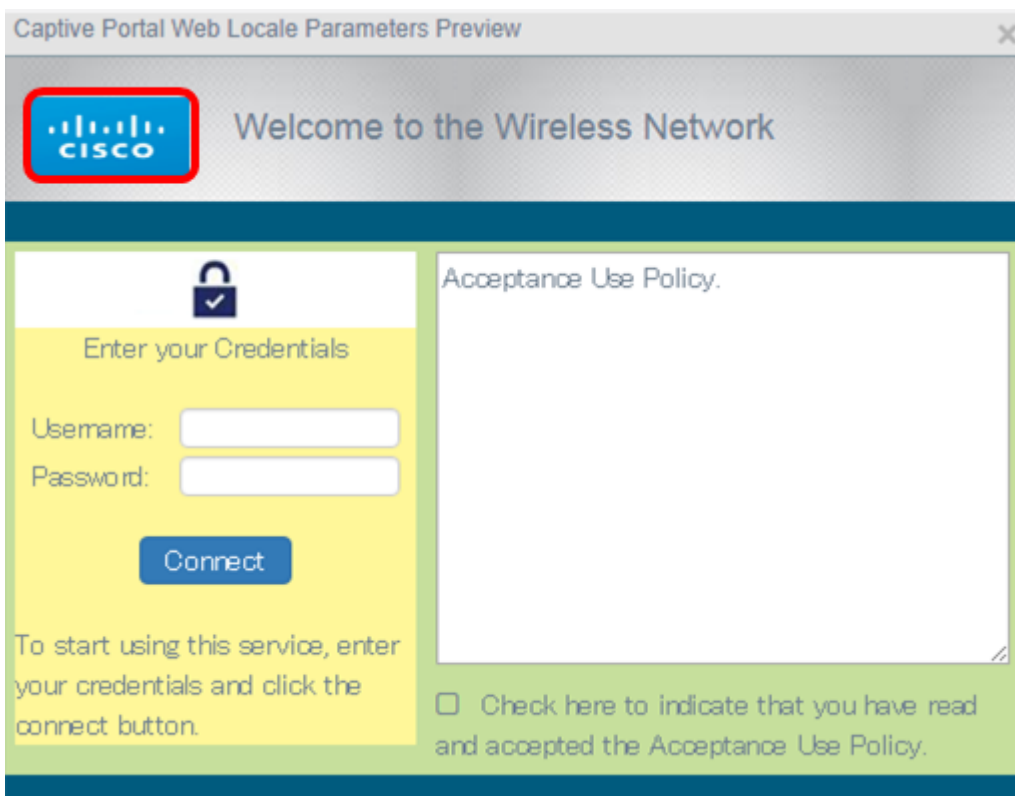 Captive Portal Web Locale Parameters Preview
CISCO
Welcome to the Wireless Network
Enter your Credentials
Username:
Password:
Connect
To start using this service, enter
your credentials and click the
connect button.
Acceptance Use Policy.
Check here to indicate that you have read
and accepted the Acceptance Use Policy.